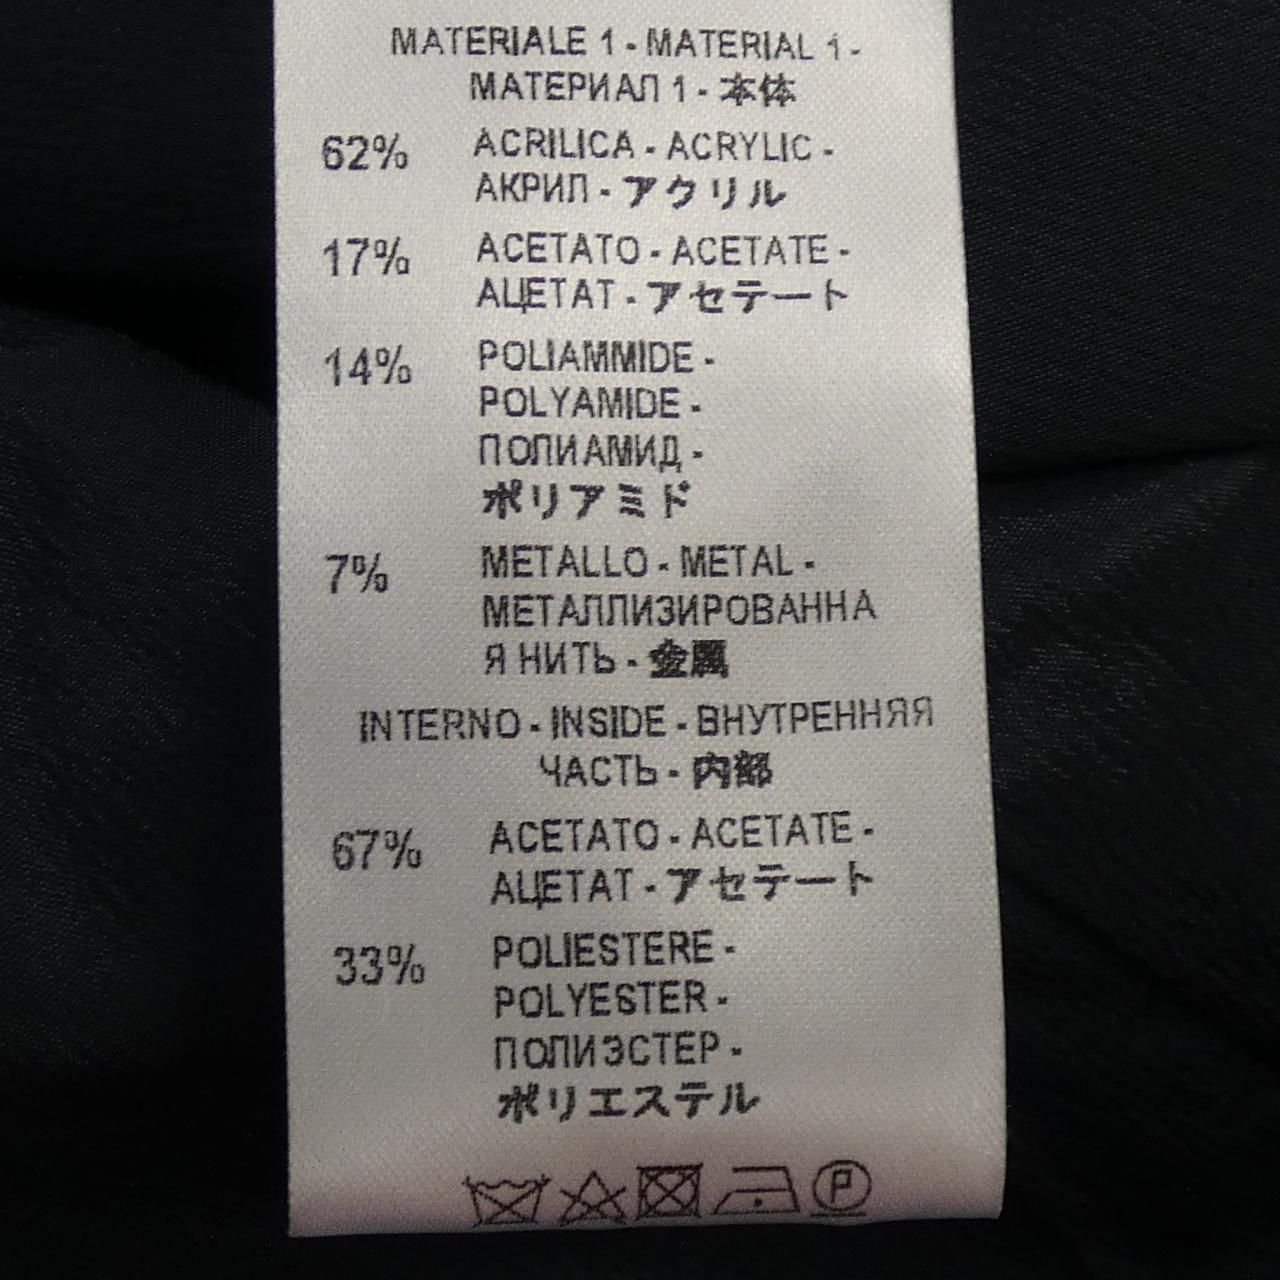 MATERIALE 1 - MATERIAL 1 -
МАТЕРИАЛ 1 - 本体
62% ACRILICA - ACRYLIC -
АКРИЛ - アクリル
17% ACETATO - ACETATE -
АЦЕТАТ - アセテート
14% POLIAMMIDE -
POLYAMIDE -
ПОЛИАМИД -
ポリアミド
7% METALLO - METAL -
МЕТАЛЛИЗИРОВАННА
Я НИТЬ - 金属
INTERNO - INSIDE - ВНУТРЕННЯЯ
ЧАСТЬ - 内部
67% ACETATO - ACETATE -
АЦЕТАТ - アセテート
33% POLIESTERE -
POLYESTER -
ПОЛИЭСТЕР -
ポリエステル
P